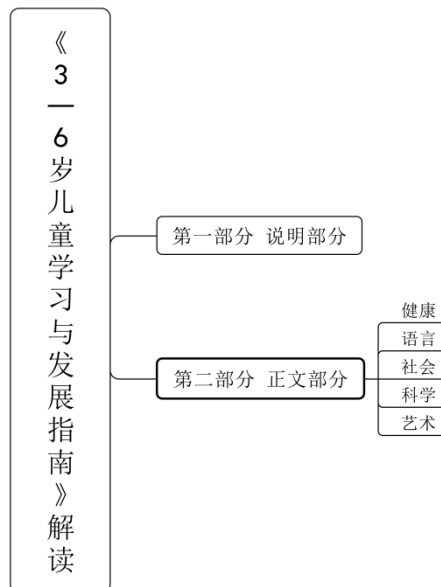 《3—6岁儿童学习与发展指南》解读
第一部分 说明部分
第二部分 正文部分
健康
语言
社会
科学
艺术